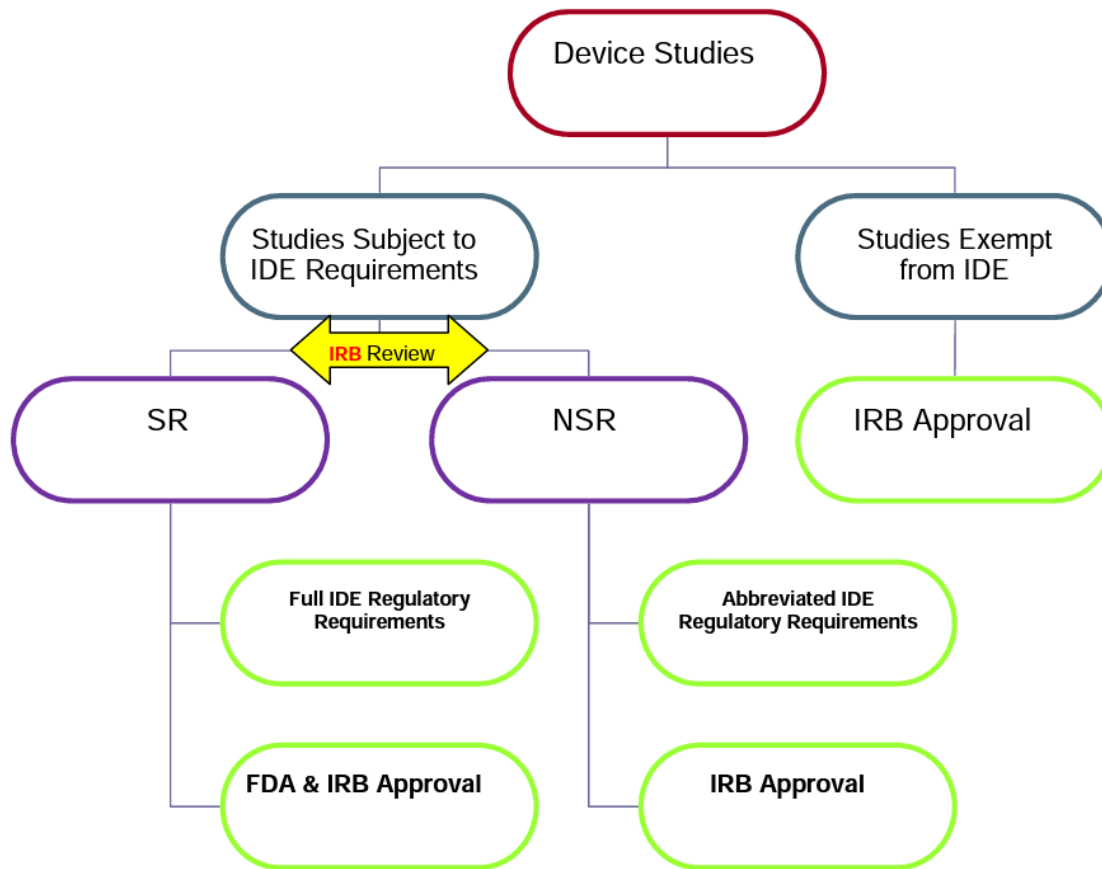 Device Studies
Studies Subject to
IDE Requirements
Studies Exempt
from IDE
IRB Review
SR
NSR
IRB Approval
Full IDE Regulatory
Requirements
Abbreviated IDE
Regulatory Requirements
FDA & IRB Approval
IRB Approval